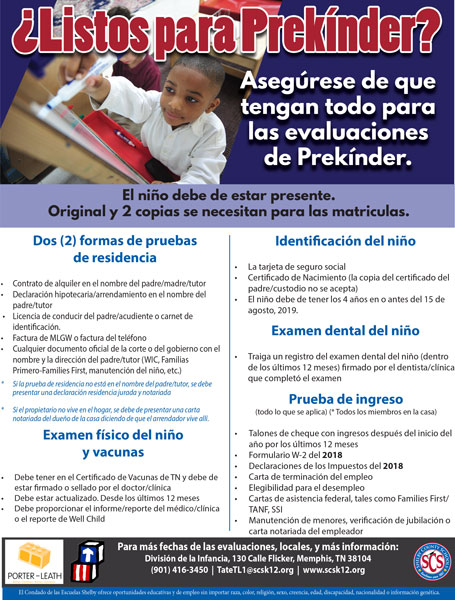 ¿Listos para Prekínder?
Asegúrese de que
tengan todo para
las evaluaciones
de Prekínder.
El niño debe de estar presente.
Original y 2 copias se necesitan para las matriculas.
Dos (2) formas de pruebas
de residencia
• Contrato de alquiler en el nombre del padre/madre/tutor
• Declaración hipotecaria/arrendamiento en el nombre del
padre/tutor
• Licencia de conducir del padre/acudiente o carnet de
identificación.
• Factura de MLGW o factura del teléfono
• Cualquier documento oficial de la corte o del gobierno con el
nombre y la dirección del padre/tutor (WIC, Familias
Primero-Families First, manutención del niño, etc.)
* Si la prueba de residencia no está en el nombre del padre/tutor, se debe
presentar una declaración residencia jurada y notariada
* Si el propietario no vive en el hogar, se debe de presentar una carta
notariada del dueño de la casa diciendo de que el arrendador vive allí.
Examen físico del niño
y vacunas
• Debe tener en el Certificado de Vacunas de TN y debe de
estar firmado o sellado por el doctor/clínica
• Debe estar actualizado. Desde los últimos 12 meses
• Debe proporcionar el informe/reporte del médico/clínica
o el reporte de Well Child
Identificación del niño
• La tarjeta de seguro social
• Certificado de Nacimiento (la copia del certificado del
padre/custodio no se acepta)
• El niño debe de tener los 4 años en o antes del 15 de
agosto, 2019.
Examen dental del niño
• Traiga un registro del examen dental del niño (dentro
de los últimos 12 meses) firmado por el dentista/clínica
que completó el examen
Prueba de ingreso
(todo lo que se aplica) (* Todos los miembros en la casa)
• Talones de cheque con ingresos después del inicio del
año por los últimos 12 meses
• Formulario W-2 del 2018
• Declaraciones de los Impuestos del 2018
• Carta de terminación del empleo
• Elegibilidad para el desempleo
• Cartas de asistencia federal, tales como Families First/
TANF, SSI
• Manutención de menores, verificación de jubilación o
carta notariada del empleador
PORTER-LEATH
Para más fechas de las evaluaciones, locales, y más información:
División de la Infancia, 130 Calle Flicker, Memphis, TN 38104
(901) 416-3450 | TateTL1@scsk12.org | www.scsk12.org
SCS
El Condado de las Escuelas Shelby ofrece oportunidades educativas y de empleo sin importar raza, color, religión, sexo, creencia, edad, discapacidad, nacionalidad o información genética.